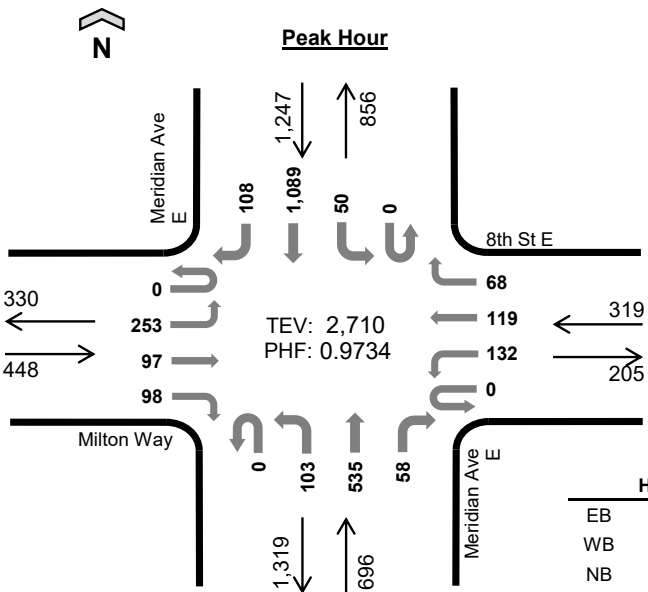 N
Peak Hour
Meridian Ave
E
1,247
856
108
1,089
50
0
8th St E
0
68
330
253
TEV: 2,710
119
319
97
PHF: 0.9734
132
448
205
98
0
Milton Way
0
103
535
58
Meridian Ave
E
H
EB
WB
NB
1,319
696